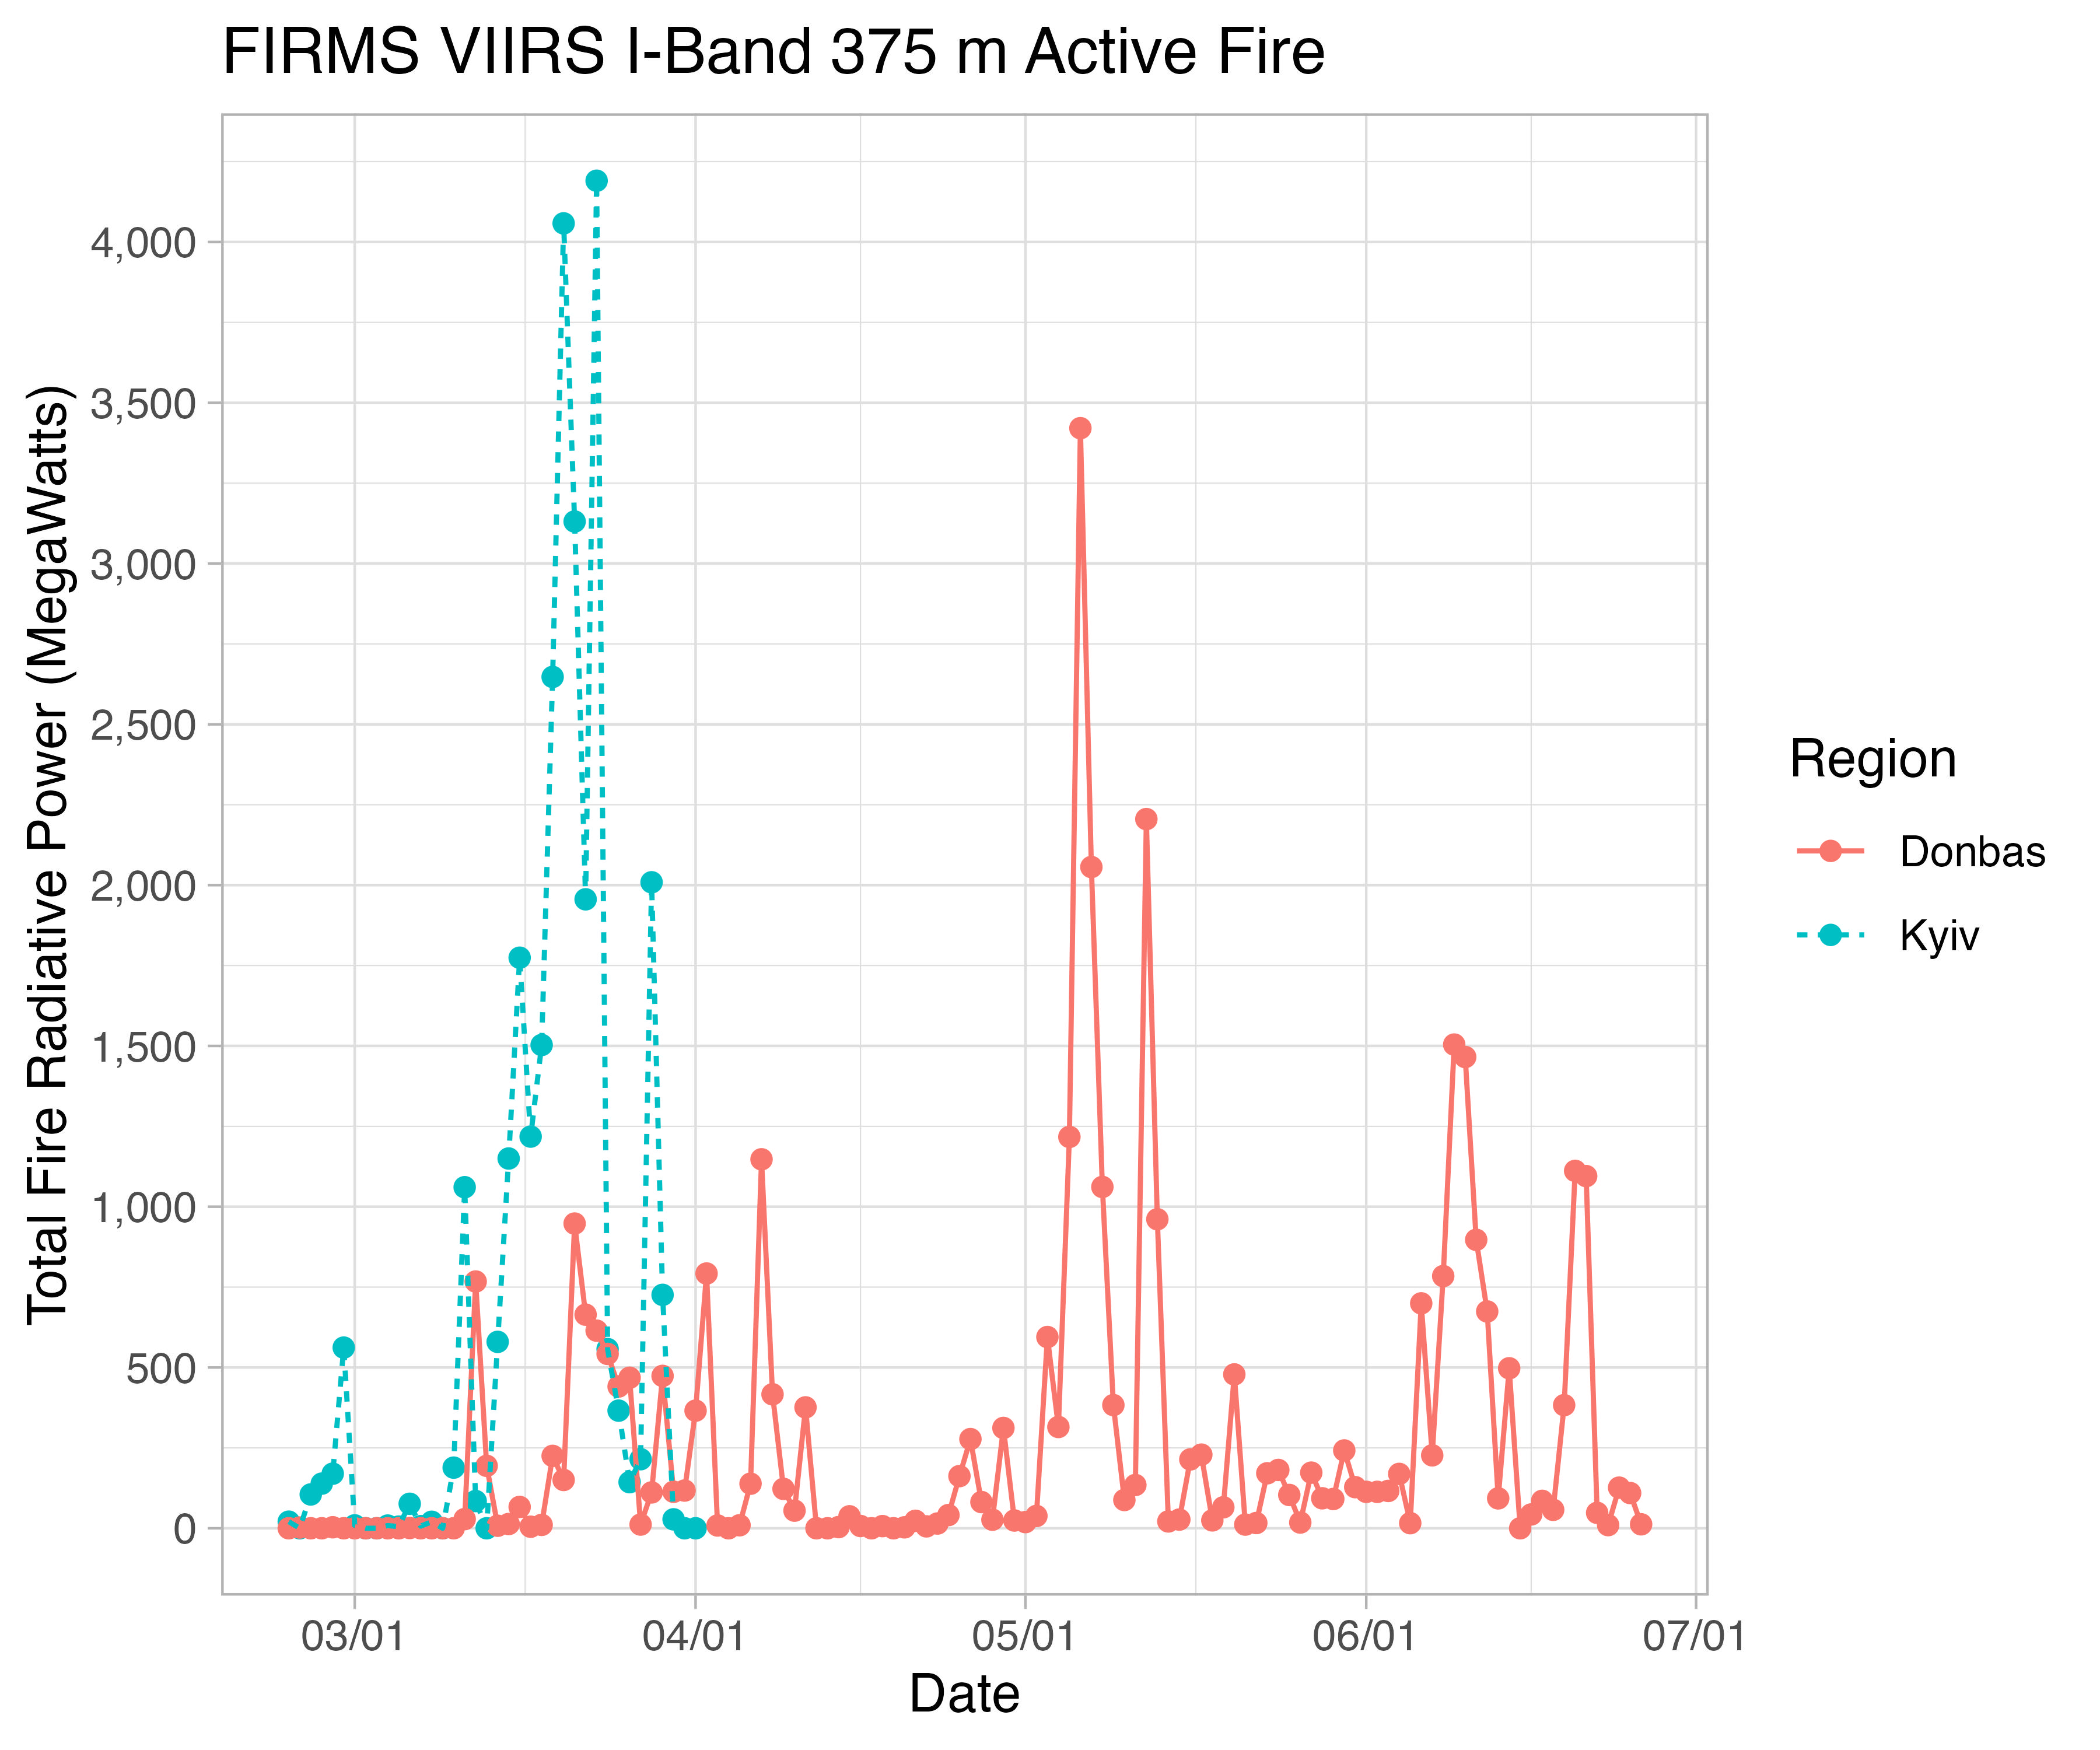 FIRMS VIIRS I-Band 375 m Active Fire
Total Fire Radiative Power (MegaWatts)
4,000
3,500
3,000
2,500
2,000
1,500
1,000
500
0
03/01
04/01
05/01
06/01
07/01
Date
Region
Donbas
Kyiv